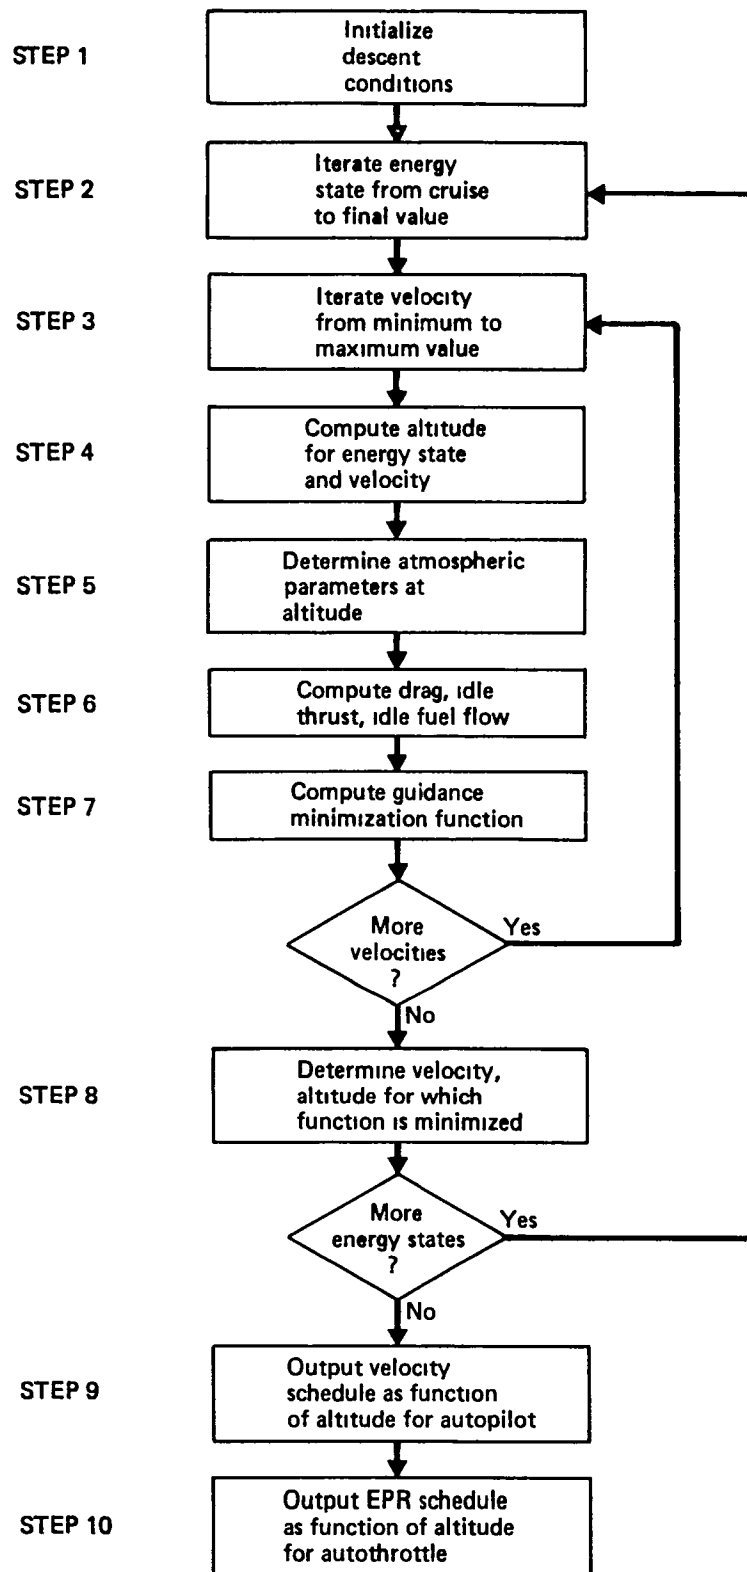 STEP 1
Initialize
descent
conditions
STEP 2
Iterate energy
state from cruise
to final value
STEP 3
Iterate velocity
from minimum to
maximum value
STEP 4
Compute altitude
for energy state
and velocity
STEP 5
Determine atmospheric
parameters at
altitude
STEP 6
Compute drag, idle
thrust, idle fuel flow
STEP 7
Compute guidance
minimization function
More
velocities
?
Yes
No
STEP 8
Determine velocity,
altitude for which
function is minimized
More
energy states
?
Yes
No
STEP 9
Output velocity
schedule as function
of altitude for autopilot
STEP 10
Output EPR schedule
as function of altitude
for autothrottle